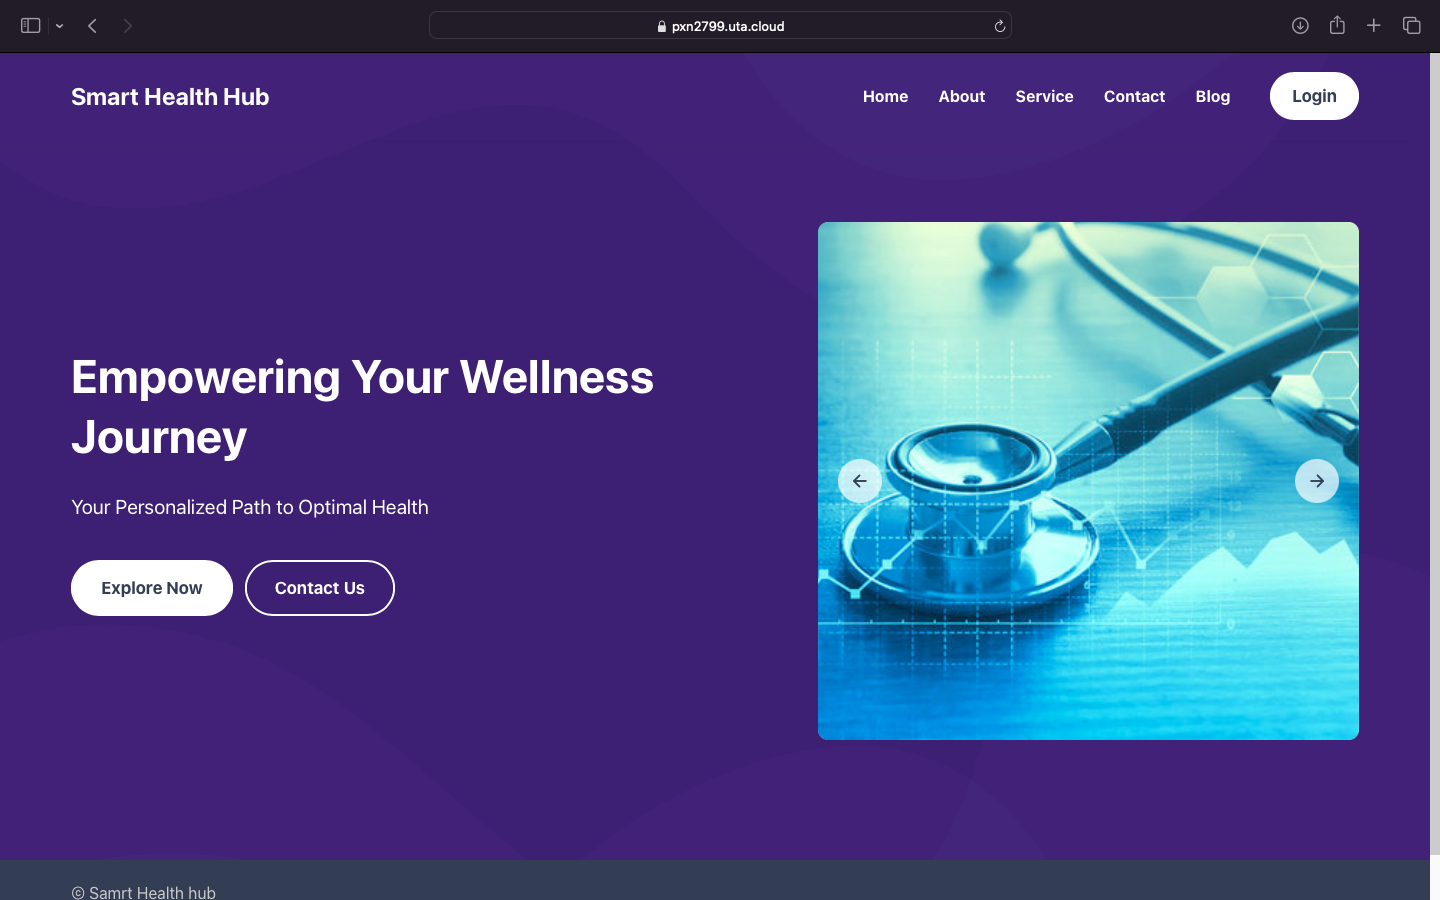 pxn2799.uta.cloud
Smart Health Hub
Home About Service Contact Blog Login
Empowering Your Wellness
Journey
Your Personalized Path to Optimal Health
Explore Now Contact Us
© Samrt Health hub